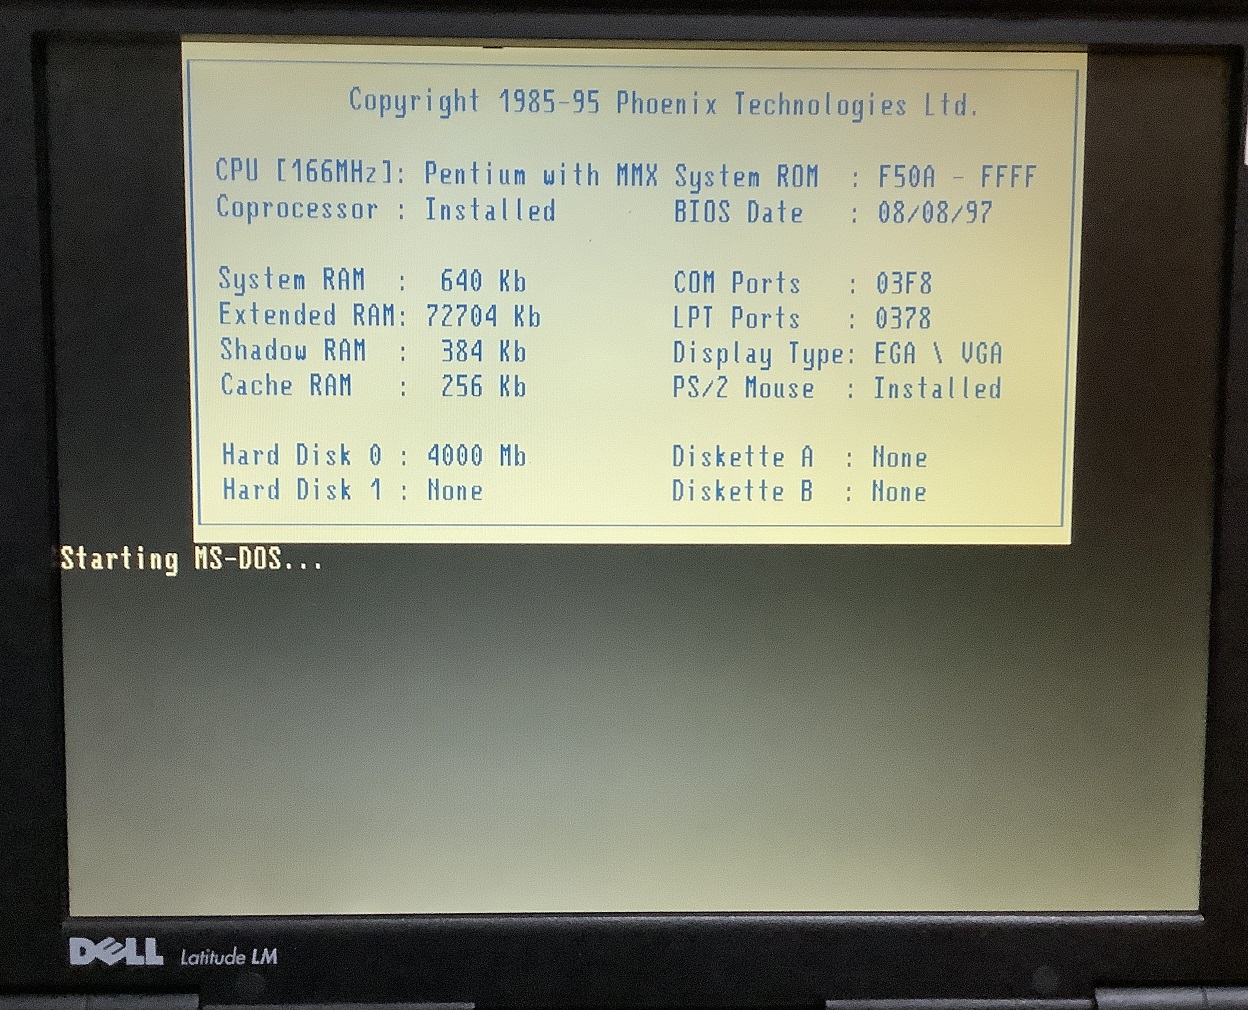 Copyright 1985-95 Phoenix Technologies Ltd.
CPU [166MHz]: Pentium with MMX System ROM : F50A - FFFF
Coprocessor : Installed BIOS Date : 08/08/97
System RAM : 640 Kb COM Ports : 03F8
Extended RAM: 72704 Kb LPT Ports : 0378
Shadow RAM : 384 Kb Display Type: EGA \ VGA
Cache RAM : 256 Kb PS/2 Mouse : Installed
Hard Disk 0 : 4000 Mb Diskette A : None
Hard Disk 1 : None Diskette B : None
Starting MS-DOS...
DELL Latitude LM